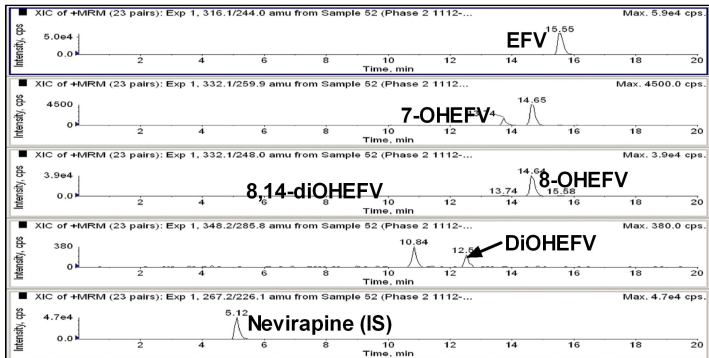 XIC of +MRM (23 pairs): Exp 1, 316.1/244.0 amu from Sample 52 (Phase 2 1112-... Max. 5.9e4 cps.
Intensity, cps
5.0e4
0.0
15.55
EFV
2 4 6 8 10 12 14 16 18 20
Time, min
XIC of +MRM (23 pairs): Exp 1, 332.1/259.9 amu from Sample 52 (Phase 2 1112-... Max. 4500.0 cps.
Intensity, cps
4500
0
14.65
7-OHEFV
2 4 6 8 10 12 14 16 18 20
Time, min
XIC of +MRM (23 pairs): Exp 1, 332.1/248.0 amu from Sample 52 (Phase 2 1112-... Max. 3.9e4 cps.
Intensity, cps
3.9e4
0.0
14.64
8-OHEFV
8,14-diOHEFV
13.74 15.58
2 4 6 8 10 12 14 16 18 20
Time, min
XIC of +MRM (23 pairs): Exp 1, 348.2/285.8 amu from Sample 52 (Phase 2 1112-... Max. 380.0 cps.
Intensity, cps
380
0
10.84
DiOHEFV
2 4 6 8 10 12 14 16 18 20
Time, min
XIC of +MRM (23 pairs): Exp 1, 267.2/226.1 amu from Sample 52 (Phase 2 1112-... Max. 4.7e4 cps.
Intensity, cps
4.7e4
0.0
5.12
Nevirapine (IS)
2 4 6 8 10 12 14 16 18 20
Time, min